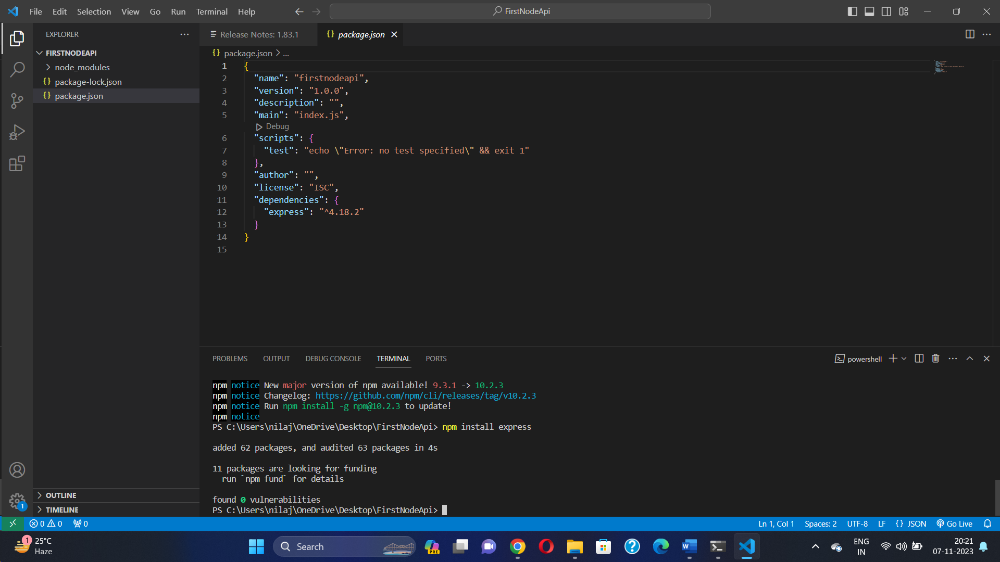 File Edit Selection View Go Run Terminal Help
FirstNodeApi
EXPLORER
FIRSTNODEAPI
node_modules
package-lock.json
package.json
OUTLINE
TIMELINE
Release Notes: 1.83.1
package.json
package.json > ...
1 {
2 "name": "firstnodeapi",
3 "version": "1.0.0",
4 "description": "",
5 "main": "index.js",
Debug
6 "scripts": {
7 "test": "echo \"Error: no test specified\" && exit 1"
8 },
9 "author": "",
10 "license": "ISC",
11 "dependencies": {
12 "express": "^4.18.2"
13 }
14 }
15
PROBLEMS OUTPUT DEBUG CONSOLE TERMINAL PORTS
powershell
npm notice New major version of npm available! 9.3.1 -> 10.2.3
npm notice Changelog: https://github.com/npm/cli/releases/tag/v10.2.3
npm notice Run npm install -g npm@10.2.3 to update!
npm notice
PS C:\Users\nilaj\OneDrive\Desktop\FirstNodeApi> npm install express
added 62 packages, and audited 63 packages in 4s
11 packages are looking for funding
run `npm fund` for details
found 0 vulnerabilities
PS C:\Users\nilaj\OneDrive\Desktop\FirstNodeApi>
1
0 0 0
Ln 1, Col 1 Spaces: 2 UTF-8 LF {} JSON Go Live
1
25°C
Haze
Search
PRE
ENG
IN
20:21
07-11-2023